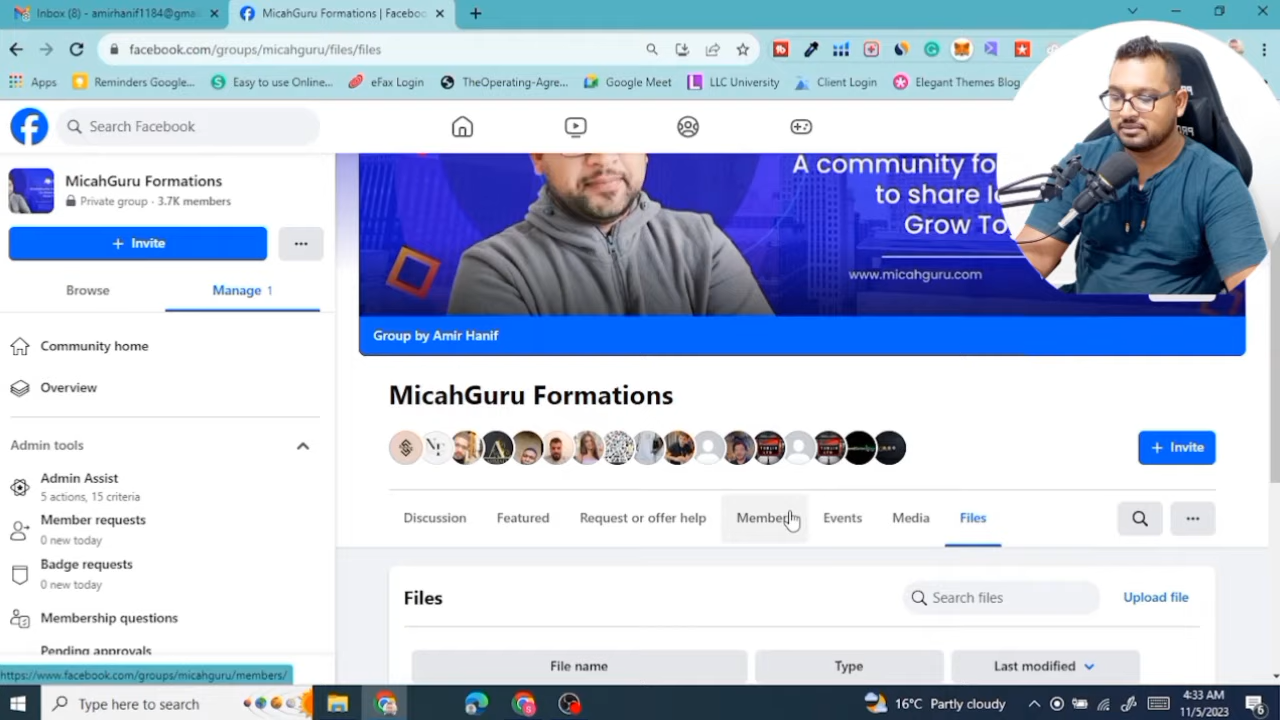 Inbox (8) - amirhanif1184@gma
MicahGuru Formations | Faceboo
facebook.com/groups/micahguru/files/files
Apps
Reminders Google...
Easy to use Online...
eFax Login
TheOperating-Agre...
Google Meet
LLC University
Client Login
Elegant Themes Blog
Search Facebook
MicahGuru Formations
Private group · 3.7K members
+ Invite
Browse
Manage 1
Community home
Overview
Admin tools
Admin Assist
5 actions, 15 criteria
Member requests
0 new today
Badge requests
0 new today
Membership questions
Pending approvals
https://www.facebook.com/groups/micahguru/members/
A community fo
to share
Grow To
www.micahguru.com
Group by Amir Hanif
MicahGuru Formations
+ Invite
Discussion
Featured
Request or offer help
Members
Events
Media
Files
Files
Search files
Upload file
File name
Type
Last modified
Type here to search
16°C Partly cloudy
4:33 AM
11/5/2023
6